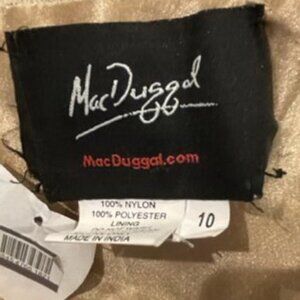 MacDuggal
MacDuggal.com
100% NYLON
100% POLYESTER
LINING
MADE IN INDIA
10